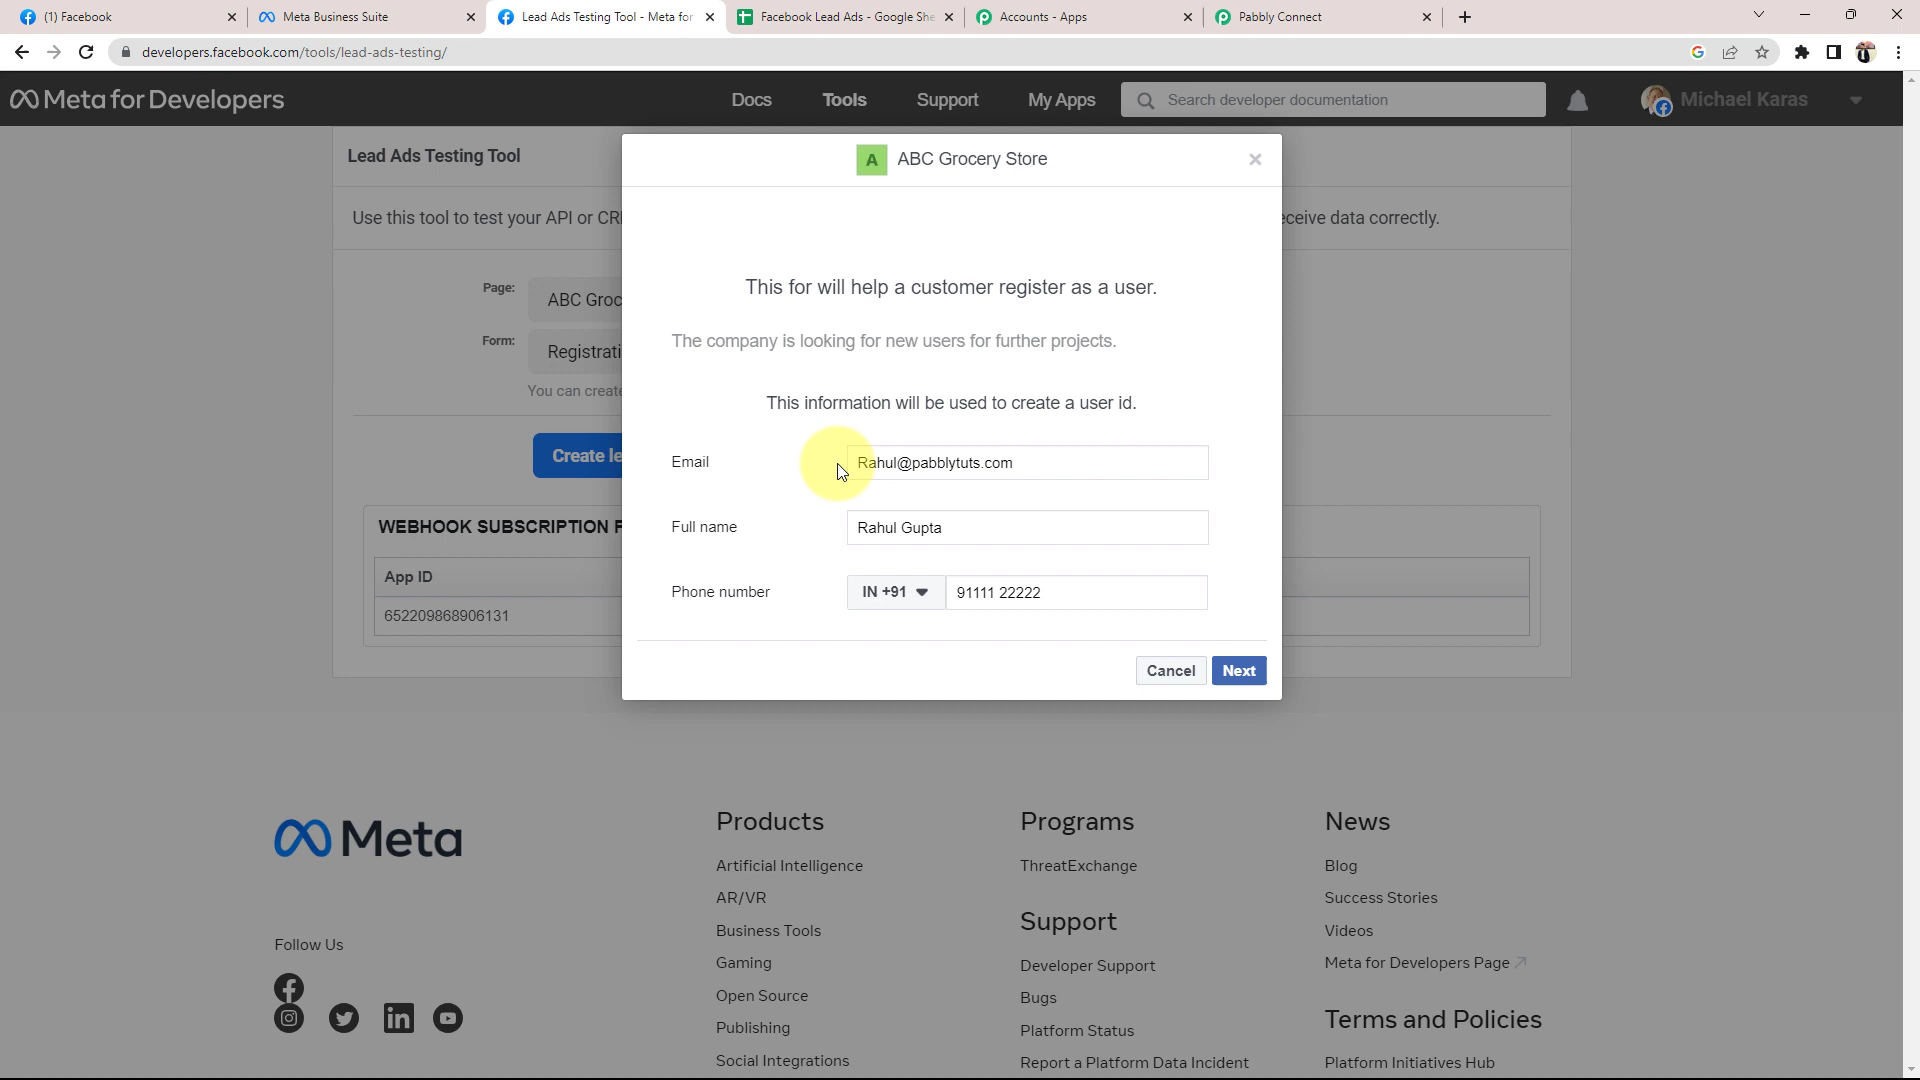 (1) Facebook
Meta Business Suite
Lead Ads Testing Tool - Meta for
Facebook Lead Ads - Google She
Accounts - Apps
Pabbly Connect
developers.facebook.com/tools/lead-ads-testing/
Meta for Developers
Docs
Tools
Support
My Apps
Search developer documentation
Michael Karas
Lead Ads Testing Tool
A ABC Grocery Store
Use this tool to test your API or CR
eceive data correctly.
Page:
ABC Groc
Form:
Registrati
You can create
Create le
WEBHOOK SUBSCRIPTION F
App ID
652209868906131
This for will help a customer register as a user.
The company is looking for new users for further projects.
This information will be used to create a user id.
Email
Rahul@pabblytuts.com
Full name
Rahul Gupta
Phone number
IN +91
91111 22222
Cancel
Next
Meta
Follow Us
Products
Artificial Intelligence
AR/VR
Business Tools
Gaming
Open Source
Publishing
Social Integrations
Programs
ThreatExchange
Support
Developer Support
Bugs
Platform Status
Report a Platform Data Incident
News
Blog
Success Stories
Videos
Meta for Developers Page
Terms and Policies
Platform Initiatives Hub